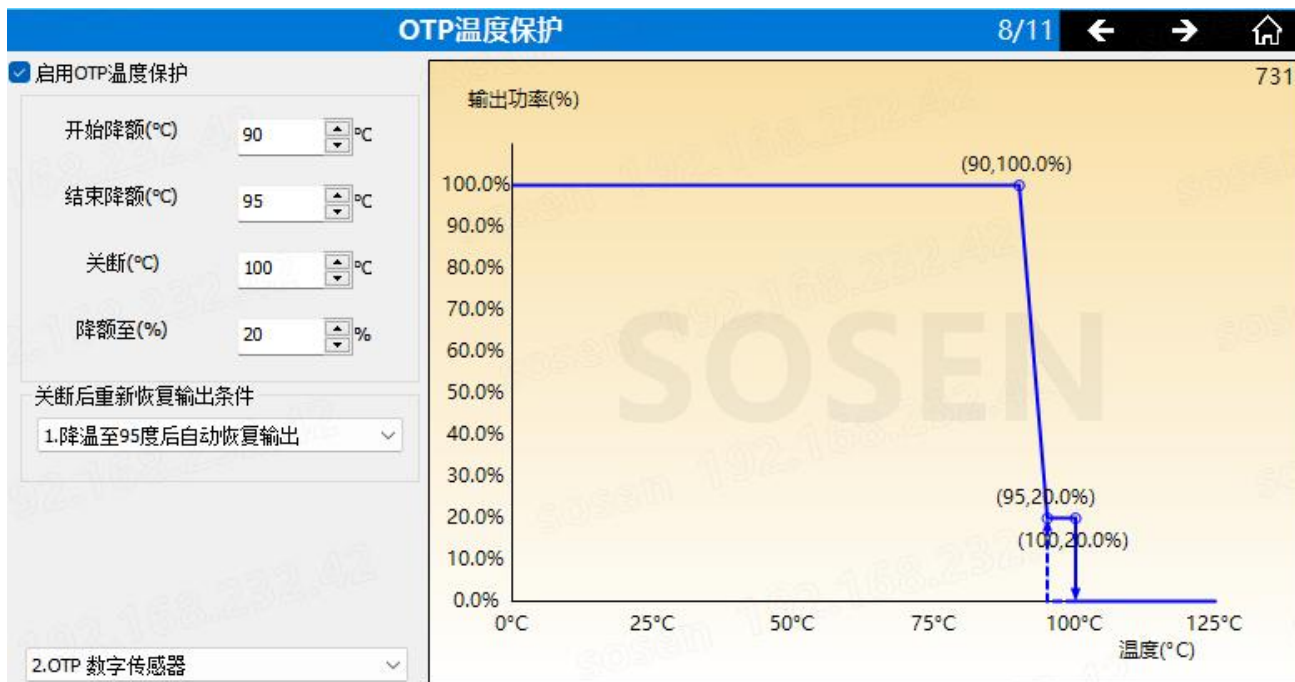 OTP温度保护 8/11
启用OTP温度保护
开始降额(℃) 90 ℃
结束降额(℃) 95 ℃
关断(℃) 100 ℃
降额至(%) 20 %
关断后重新恢复输出条件
1.降温至95度后自动恢复输出
2.OTP 数字传感器
731
输出功率(%)
(90,100.0%)
100.0%
90.0%
80.0%
70.0%
60.0%
50.0%
40.0%
30.0%
(95,20.0%)
20.0%
(100,20.0%)
10.0%
0.0%
0°C 25°C 50°C 75°C 100°C 125°C
温度(°C)
SOSEN
sosen 192.168.232.42